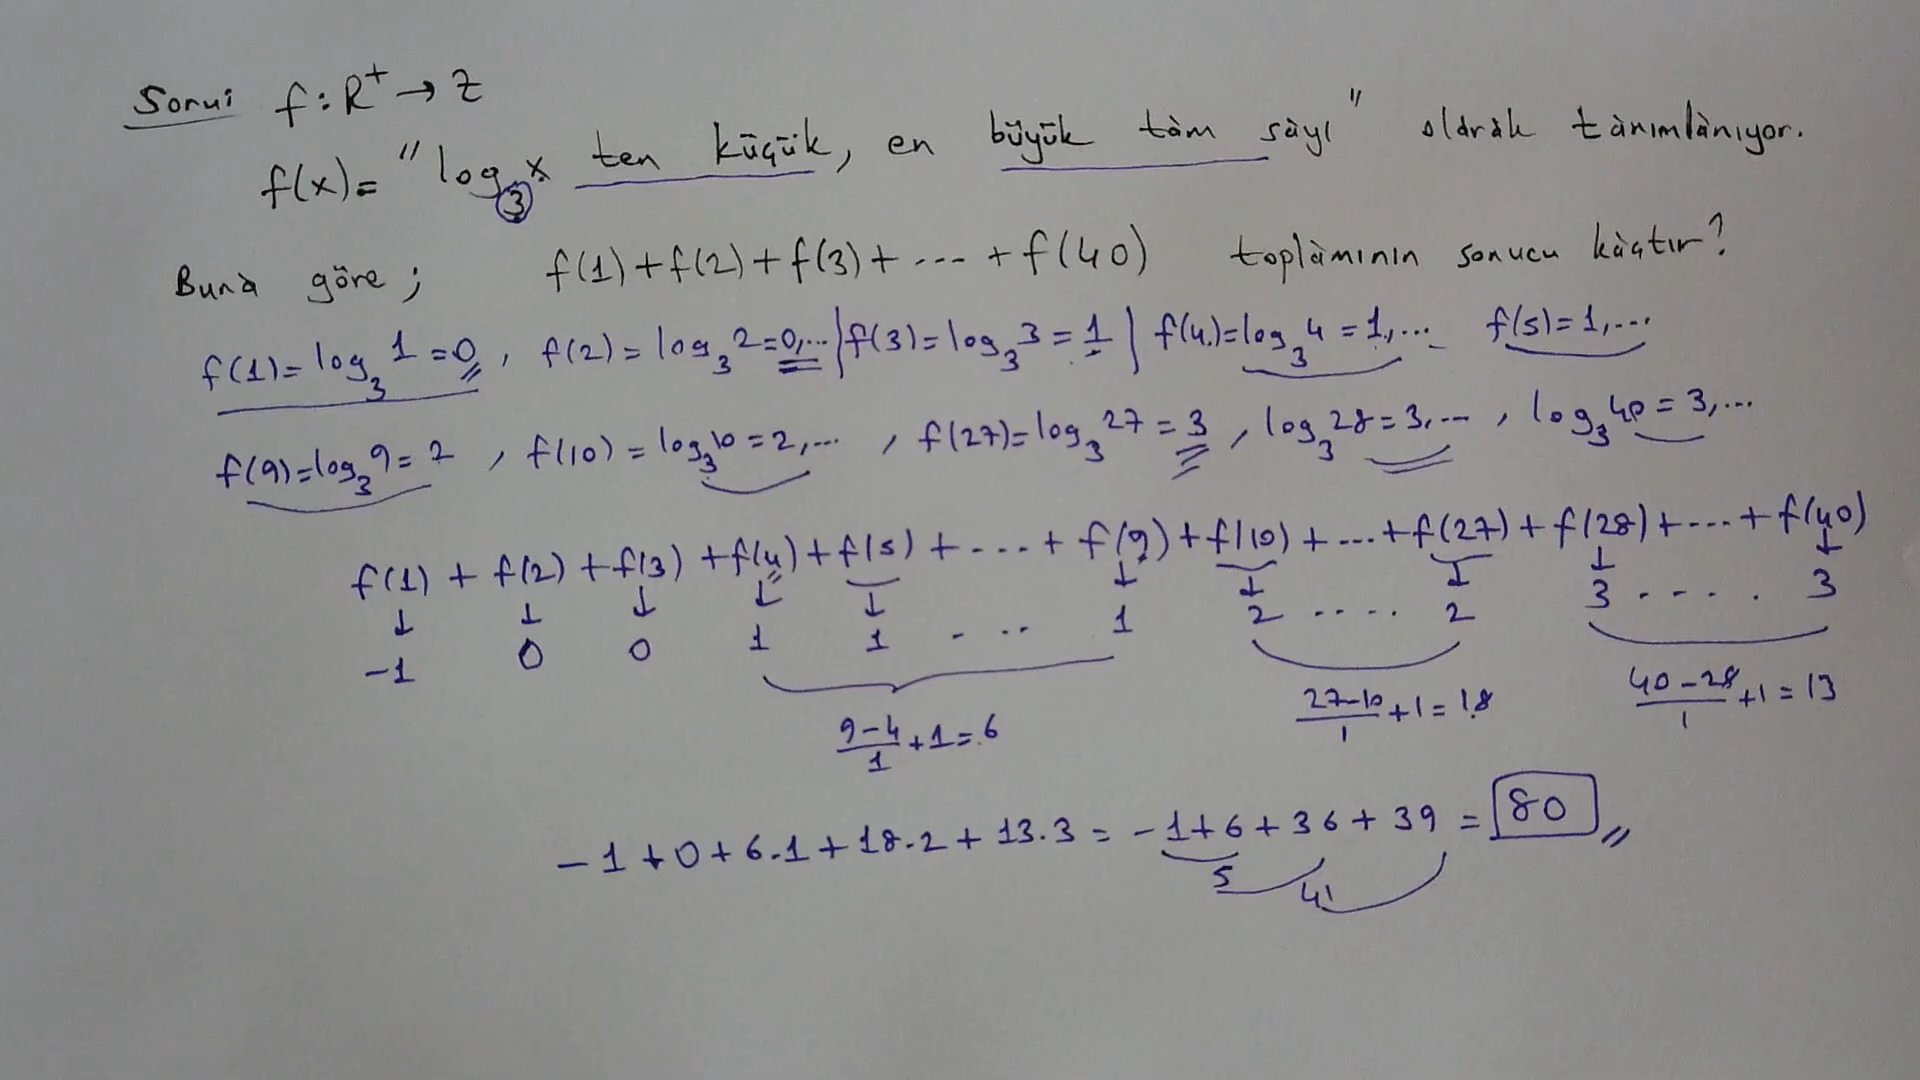 Soru: f:R⁺→Z
f(x)= "log₃x ten küçük, en büyük tam sayı" olarak tanımlanıyor.
Buna göre; f(1)+f(2)+f(3)+...+f(40) toplamının sonucu kaçtır?
f(1)=log₃1=0, f(2)=log₃2=0,... | f(3)=log₃3=1 | f(4)=log₃4=1,... f(5)=1,...
f(9)=log₃9=2, f(10)=log₃10=2,..., f(27)=log₃27=3, log₃28=3,..., log₃40=3,...
f(1)+f(2)+f(3)+f(4)+f(5)+....+f(9)+f(10)+...+f(27)+f(28)+...+f(40)
↓ ↓ ↓ ↓ ↓ ↓ ↓ ↓ ↓ ↓
-1 0 0 1 1 ... 1 2 .... 2 3 ..... 3
(9-4)/1+1=6 (27-10)/1+1=18 (40-28)/1+1=13
-1+0+6.1+18.2+13.3=-1+6+36+39=80
5 41